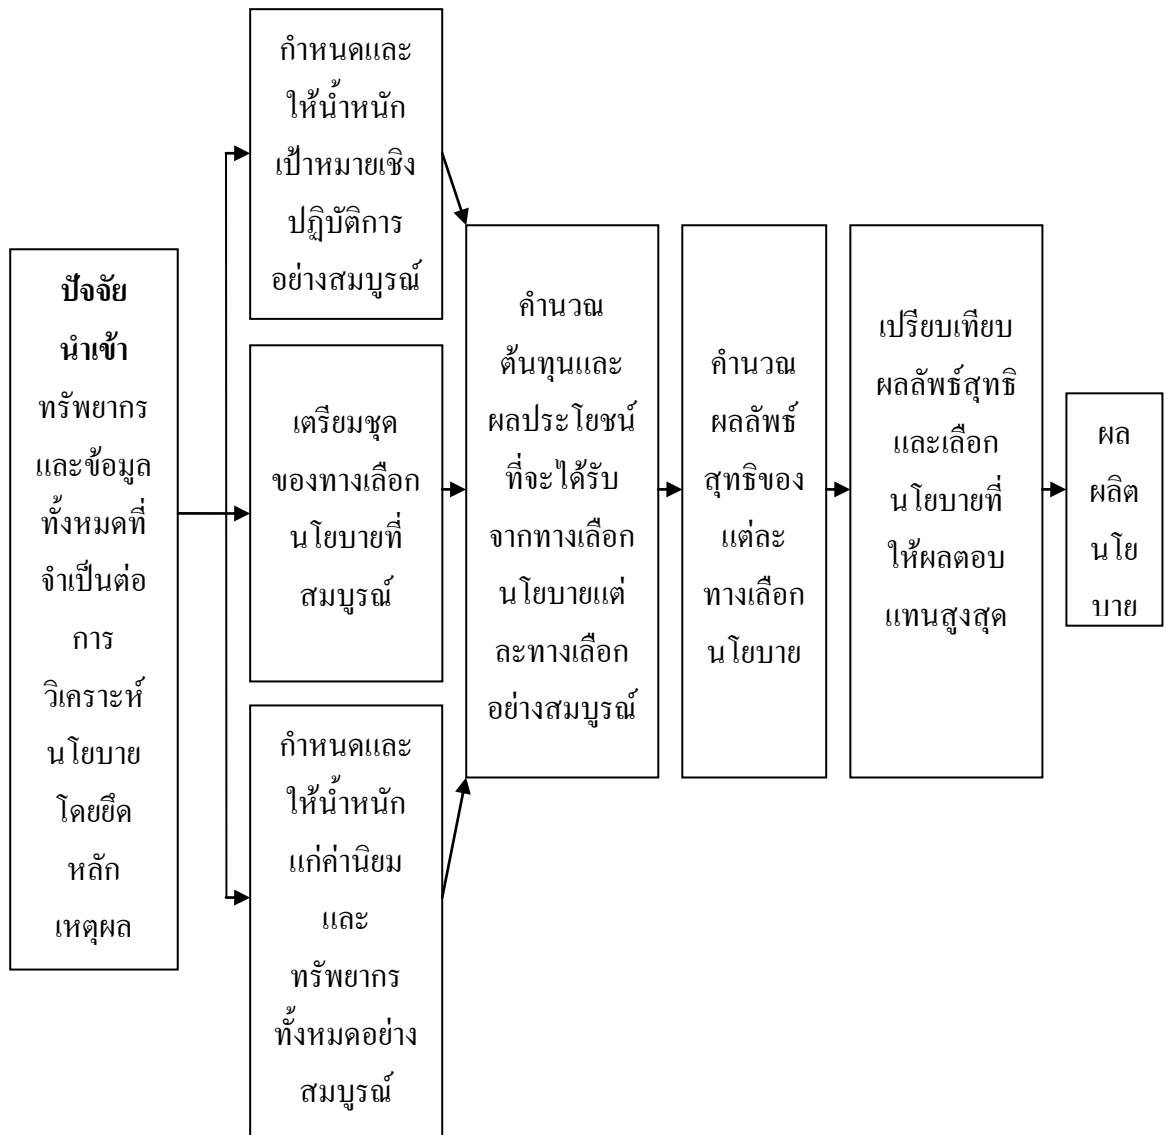 ปัจจัย
นำเข้า
ทรัพยากร
และข้อมูล
ทั้งหมดที่
จำเป็นต่อ
การ
วิเคราะห์
นโยบาย
โดยยึด
หลัก
เหตุผล
กำหนดและ
ให้น้ำหนัก
เป้าหมายเชิง
ปฏิบัติการ
อย่างสมบูรณ์
เตรียมชุด
ของทางเลือก
นโยบายที่
สมบูรณ์
กำหนดและ
ให้น้ำหนัก
แก่ค่านิยม
และ
ทรัพยากร
ทั้งหมดอย่าง
สมบูรณ์
คำนวณ
ต้นทุนและ
ผลประโยชน์
ที่จะได้รับ
จากทางเลือก
นโยบายแต่
ละทางเลือก
อย่างสมบูรณ์
คำนวณ
ผลลัพธ์
สุทธิของ
แต่ละ
ทางเลือก
นโยบาย
เปรียบเทียบ
ผลลัพธ์สุทธิ
และเลือก
นโยบายที่
ให้ผลตอบ
แทนสูงสุด
ผล
ผลิต
นโย
บาย